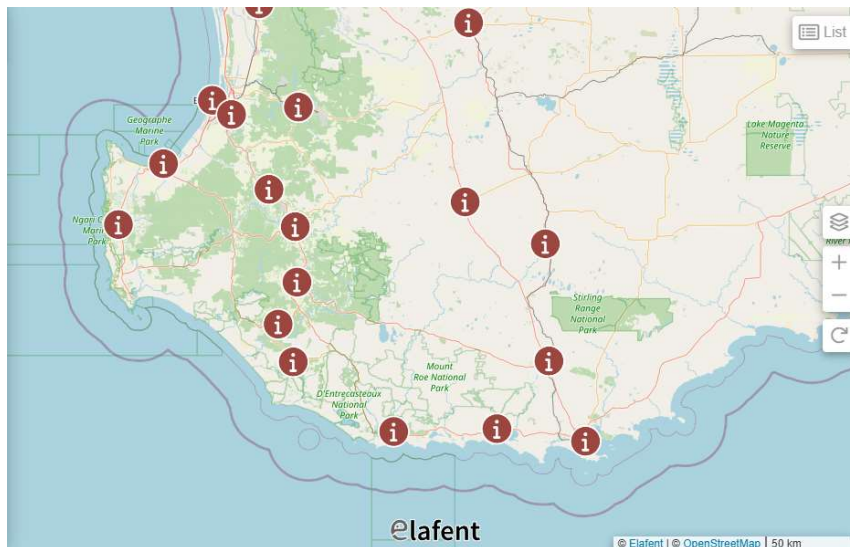 List
Geographe
Marine
Park
Lake Magenta
Nature
Reserve
Park
Stirling
Range
National
Park
Mount
Roe National
Park
D'Entrecasteaux
National
Park
elafent
© Elafent | © OpenStreetMap | 50 km